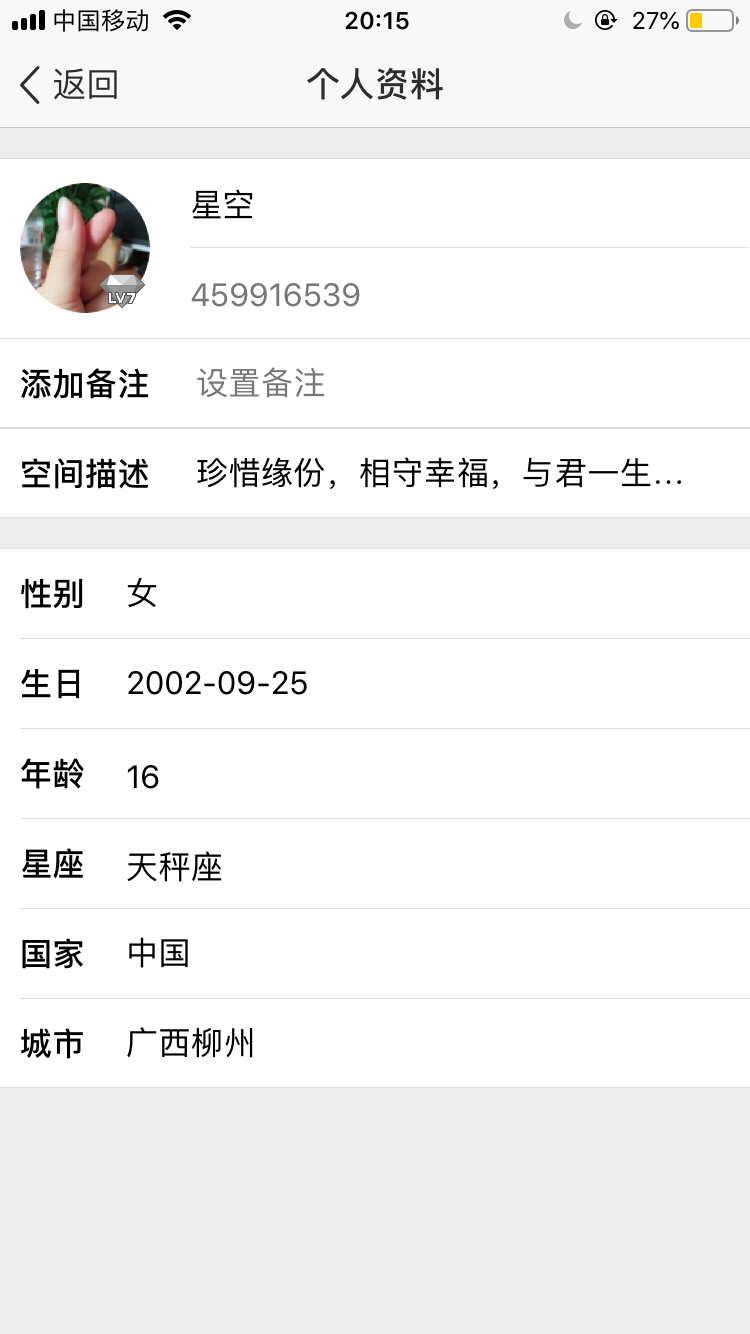 中国移动 20:15 27%
返回 个人资料
星空
LV7
459916539
添加备注 设置备注
空间描述 珍惜缘份，相守幸福，与君一生...
性别 女
生日 2002-09-25
年龄 16
星座 天秤座
国家 中国
城市 广西柳州